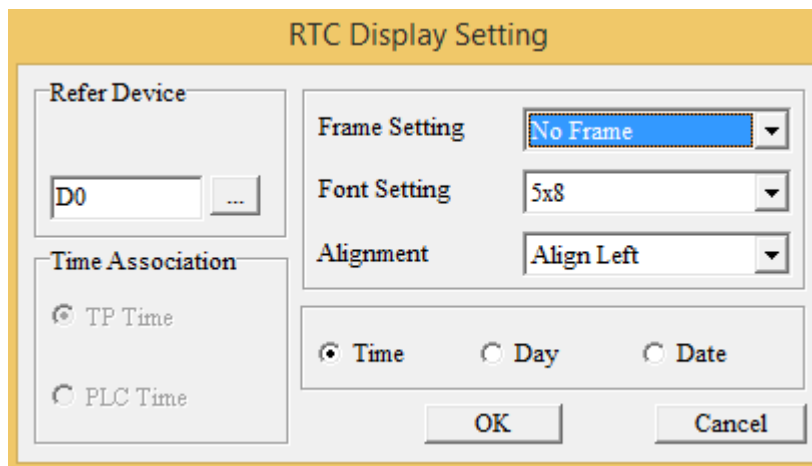 RTC Display Setting
Refer Device
D0
...
Time Association
TP Time
PLC Time
Frame Setting
No Frame
Font Setting
5x8
Alignment
Align Left
Time
Day
Date
OK
Cancel